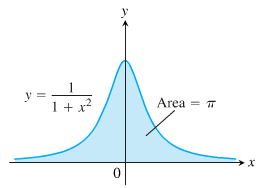 y
y = 1 / (1 + x²)
Area = π
x
0